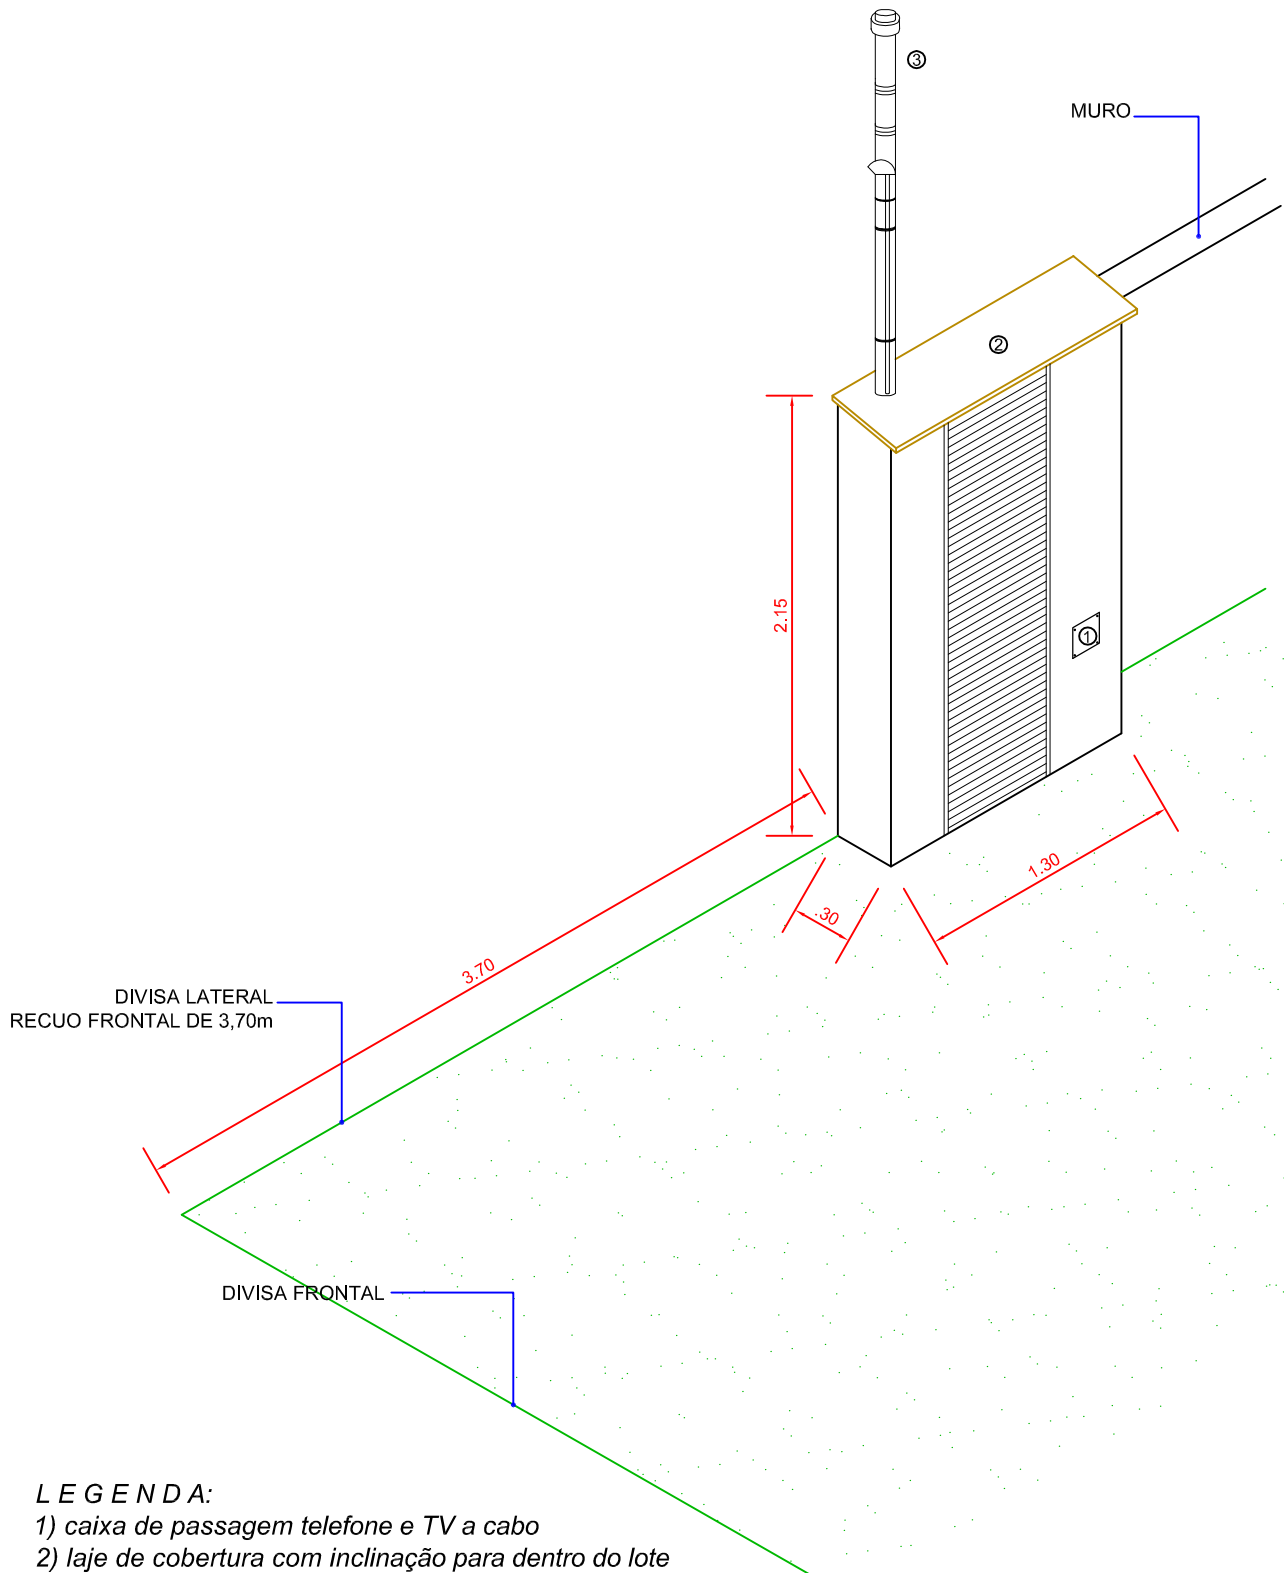 3
MURO
2
2.15
1
1.30
.30
3.70
DIVISA LATERAL
RECUO FRONTAL DE 3,70m
DIVISA FRONTAL
L E G E N D A:
1) caixa de passagem telefone e TV a cabo
2) laje de cobertura com inclinação para dentro do lote